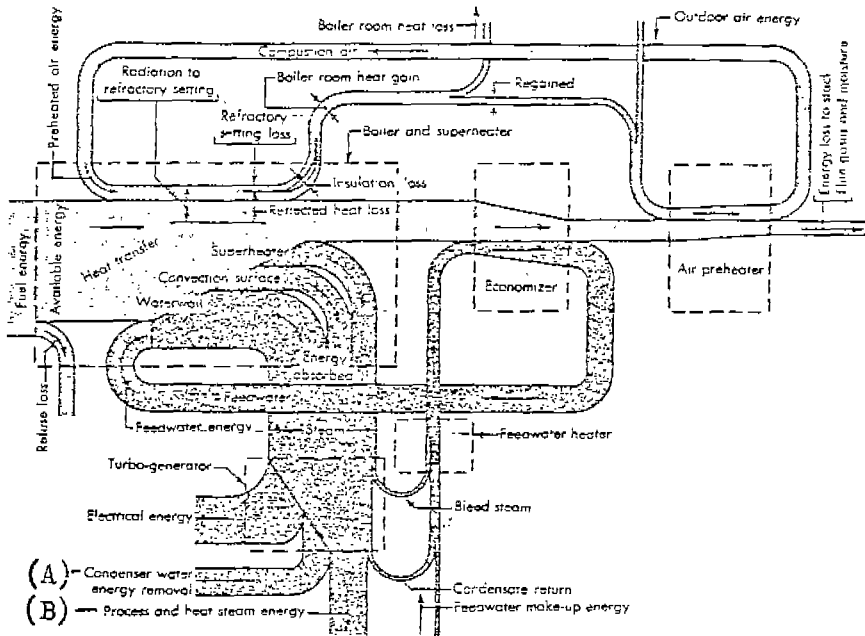 Boiler room heat loss
Outdoor air energy
Combustion air
Preheated air energy
Radiation to
refractory setting
Boiler room heat gain
Regained
Refractory
setting loss
Boiler and superheater
Energy loss to stack
Flue gases and moisture
Insulation loss
Reflected heat loss
Fuel energy
Available energy
Heat transfer
Superheater
Convection surface
Waterwall
Economizer
Air preheater
Energy
absorbed
Refuse loss
Feedwater
Feedwater energy
Steam
Feedwater heater
Turbo-generator
Electrical energy
Bleed steam
(A) Condenser water
energy removal
Condensate return
(B) Process and heat steam energy
Feedwater make-up energy